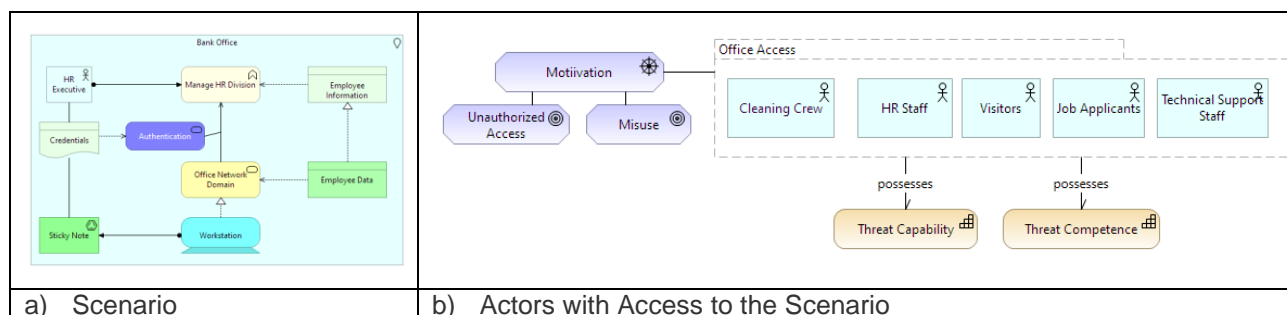 Bank Office
HR
Executive
Manage HR Division
Employee
Information
Credentials
Authentication
Office Network
Domain
Employee Data
Sticky Note
Workstation
a) Scenario
Office Access
Motiivation
Unauthorized
Access
Misuse
Cleaning Crew
HR Staff
Visitors
Job Applicants
Technical Support
Staff
possesses
possesses
Threat Capability
Threat Competence
b) Actors with Access to the Scenario